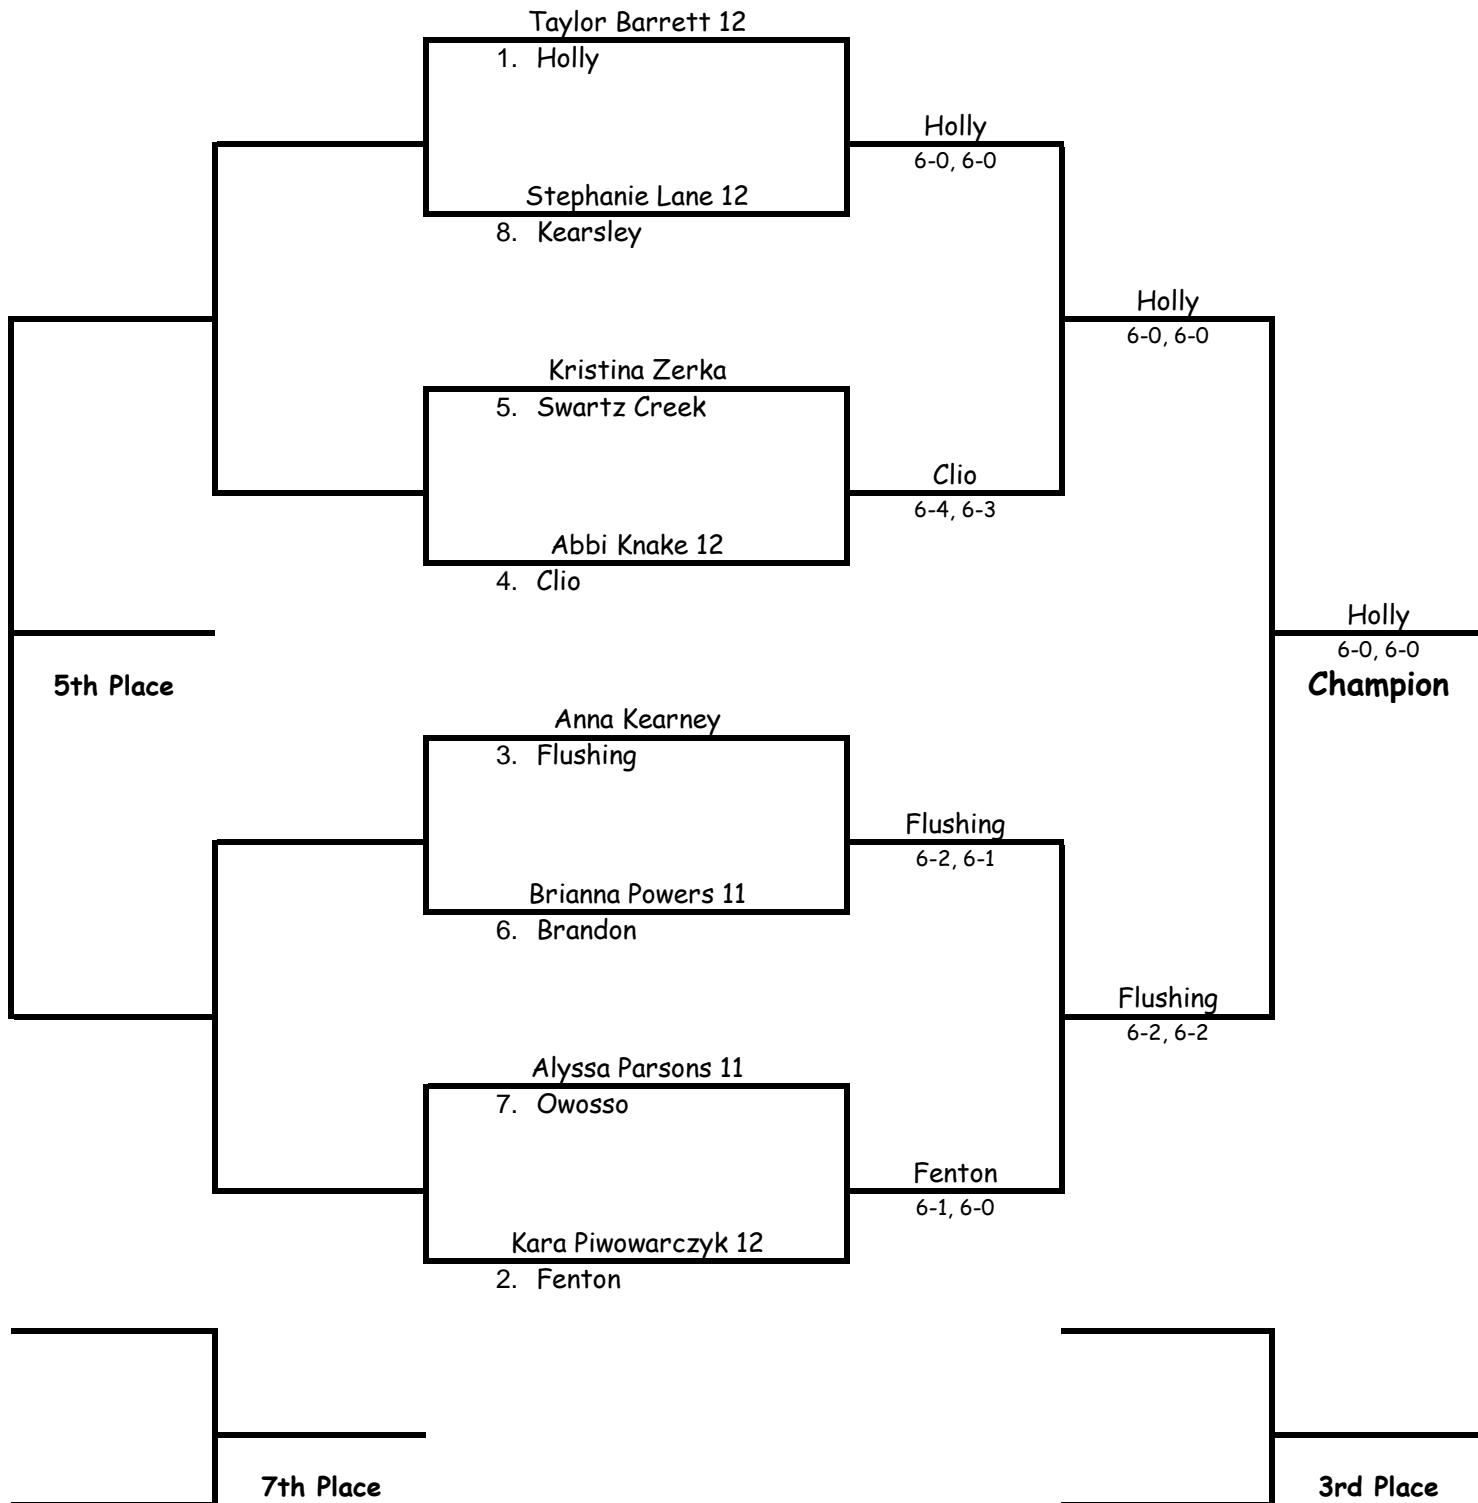 Taylor Barrett 12
1. Holly
Holly
6-0, 6-0
Stephanie Lane 12
8. Kearsley
Holly
6-0, 6-0
Kristina Zerka
5. Swartz Creek
Clio
6-4, 6-3
Abbi Knake 12
4. Clio
Holly
6-0, 6-0
5th Place
Champion
Anna Kearney
3. Flushing
Flushing
6-2, 6-1
Brianna Powers 11
6. Brandon
Flushing
6-2, 6-2
Alyssa Parsons 11
7. Owosso
Fenton
6-1, 6-0
Kara Piwowarczyk 12
2. Fenton
7th Place
3rd Place